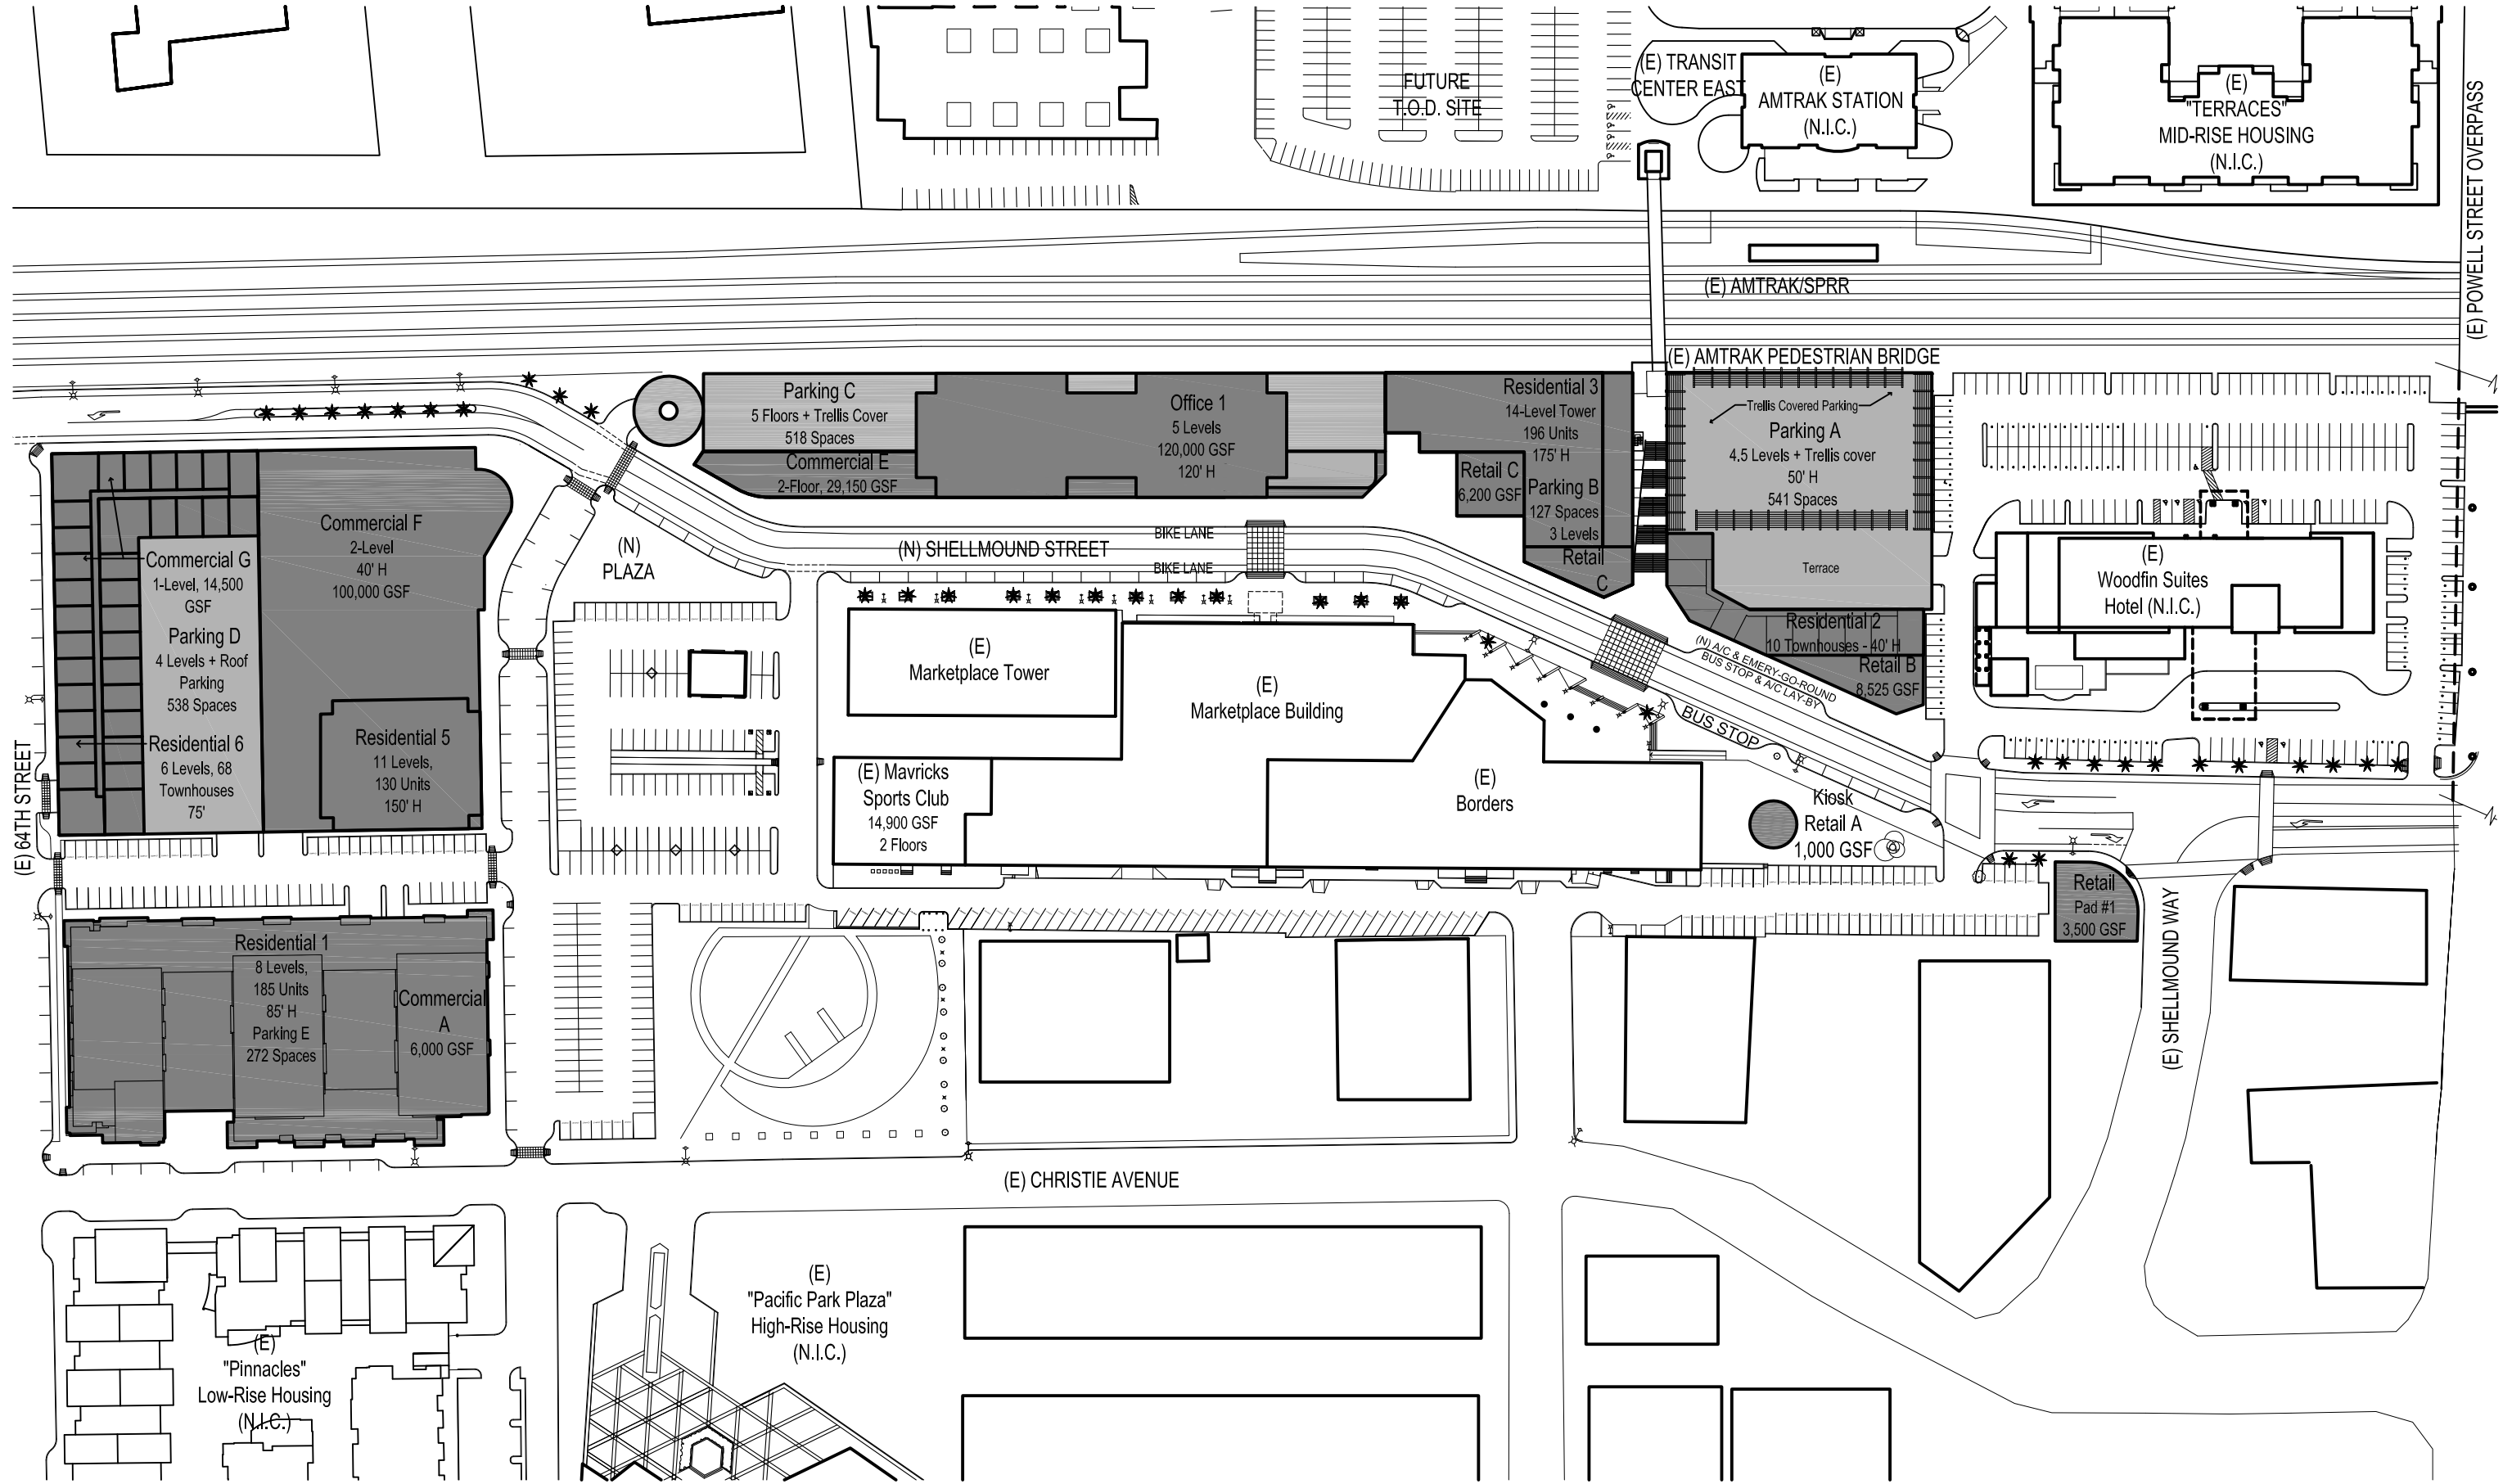 FUTURE
T.O.D. SITE
(E) TRANSIT
CENTER EAST
(E)
AMTRAK STATION
(N.I.C.)
(E)
"TERRACES"
MID-RISE HOUSING
(N.I.C.)
(E) POWELL STREET OVERPASS
(E) AMTRAK/SPRR
(E) AMTRAK PEDESTRIAN BRIDGE
Parking C
5 Floors + Trellis Cover
518 Spaces
Commercial E
2-Floor, 29,150 GSF
Office 1
5 Levels
120,000 GSF
120' H
Residential 3
14-Level Tower
196 Units
175' H
Retail C
6,200 GSF
Parking B
127 Spaces
3 Levels
Retail
C
Trellis Covered Parking
Parking A
4.5 Levels + Trellis cover
50' H
541 Spaces
Terrace
Residential 2
10 Townhouses - 40' H
Retail B
8,525 GSF
(E)
Woodfin Suites
Hotel (N.I.C.)
Commercial F
2-Level
40' H
100,000 GSF
Commercial G
1-Level, 14,500
GSF
Parking D
4 Levels + Roof
Parking
538 Spaces
Residential 6
6 Levels, 68
Townhouses
75'
Residential 5
11 Levels,
130 Units
150' H
(E) 64TH STREET
(N)
PLAZA
(N) SHELLMOUND STREET
BIKE LANE
BIKE LANE
(N) A/C & EMERY-GO-ROUND
BUS STOP & A/C LAY-BY
BUS STOP
(E)
Marketplace Tower
(E)
Marketplace Building
(E) Mavricks
Sports Club
14,900 GSF
2 Floors
(E)
Borders
Kiosk
Retail A
1,000 GSF
Retail
Pad #1
3,500 GSF
(E) SHELLMOUND WAY
Residential 1
8 Levels,
185 Units
85' H
Parking E
272 Spaces
Commercial
A
6,000 GSF
(E) CHRISTIE AVENUE
(E)
"Pinnacles"
Low-Rise Housing
(N.I.C.)
(E)
"Pacific Park Plaza"
High-Rise Housing
(N.I.C.)